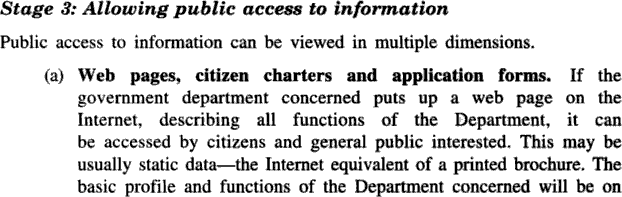 Stage 3: Allowing public access to information
Public access to information can be viewed in multiple dimensions.
(a) Web pages, citizen charters and application forms. If the
government department concerned puts up a web page on the
Internet, describing all functions of the Department, it can
be accessed by citizens and general public interested. This may be
usually static data—the Internet equivalent of a printed brochure. The
basic profile and functions of the Department concerned will be on